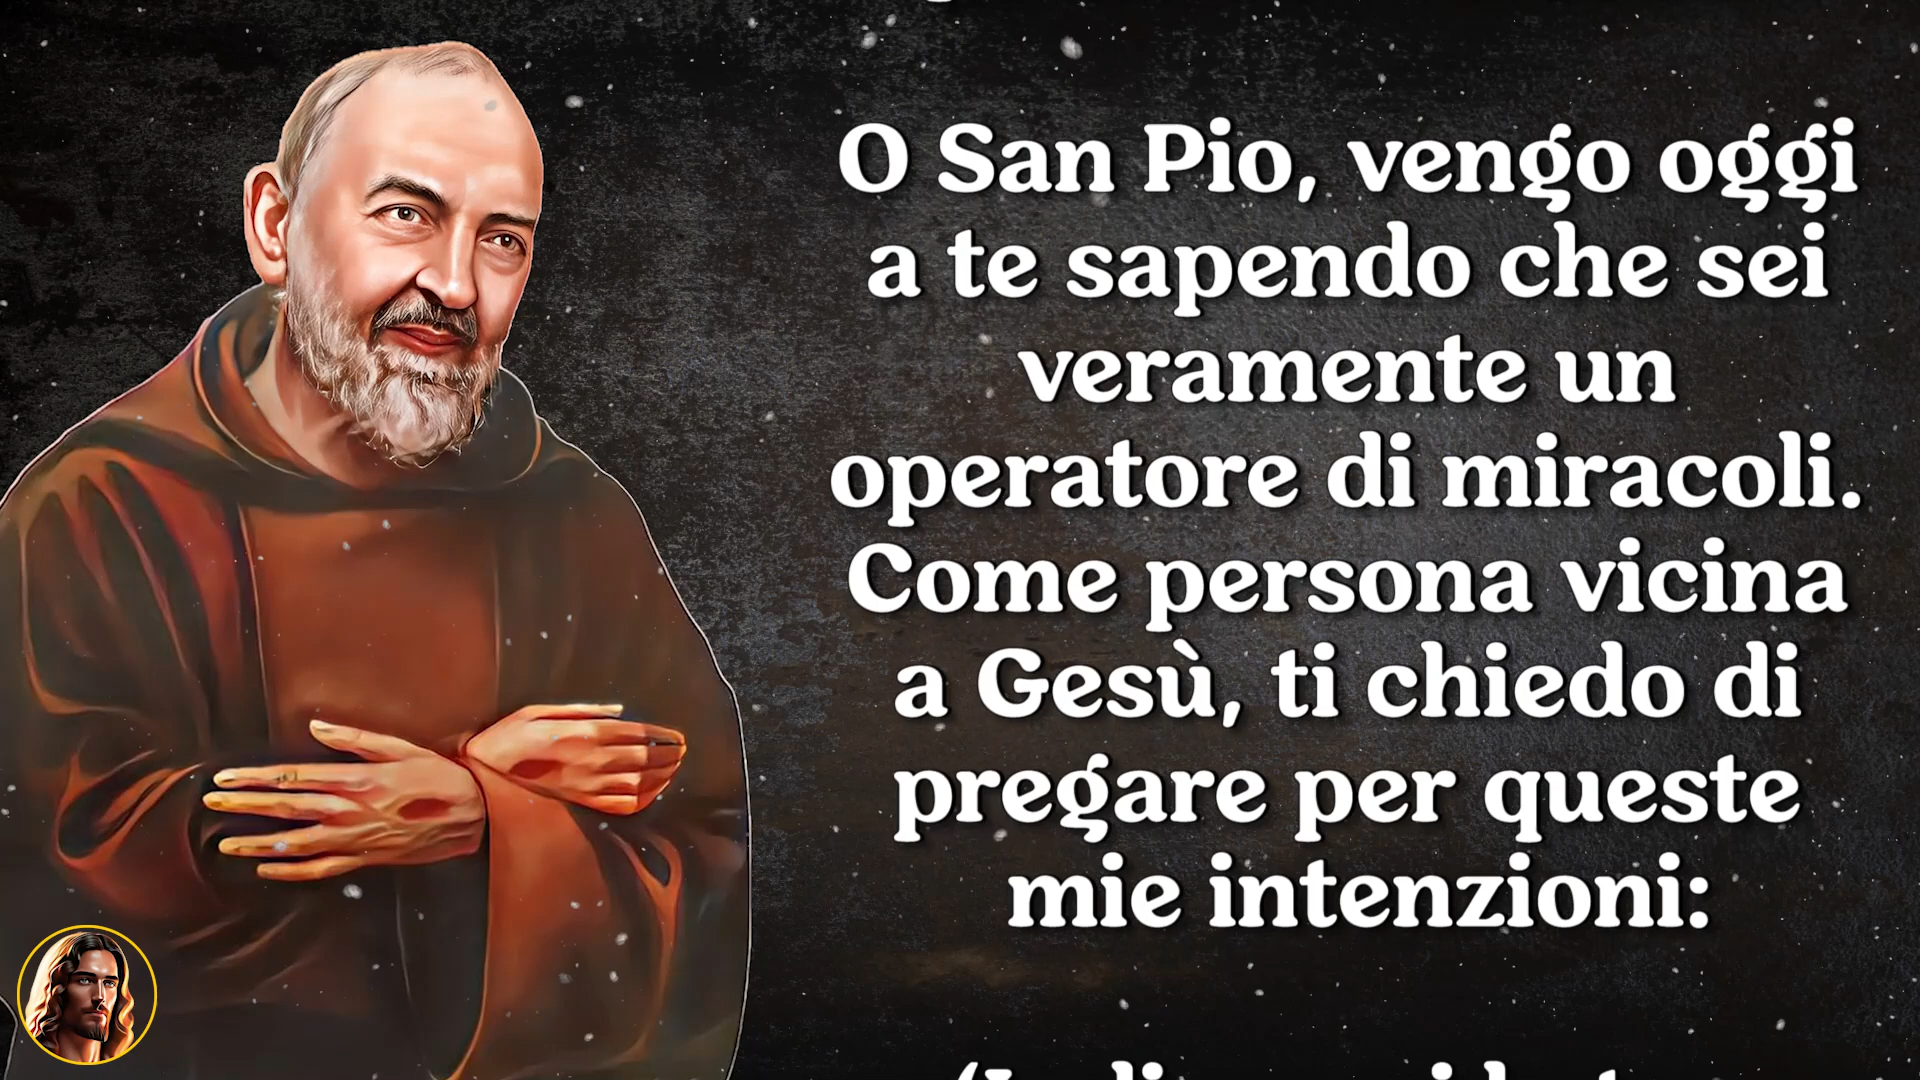 O San Pio, vengo oggi
a te sapendo che sei
veramente un
operatore di miracoli.
Come persona vicina
a Gesù, ti chiedo di
pregare per queste
mie intenzioni: